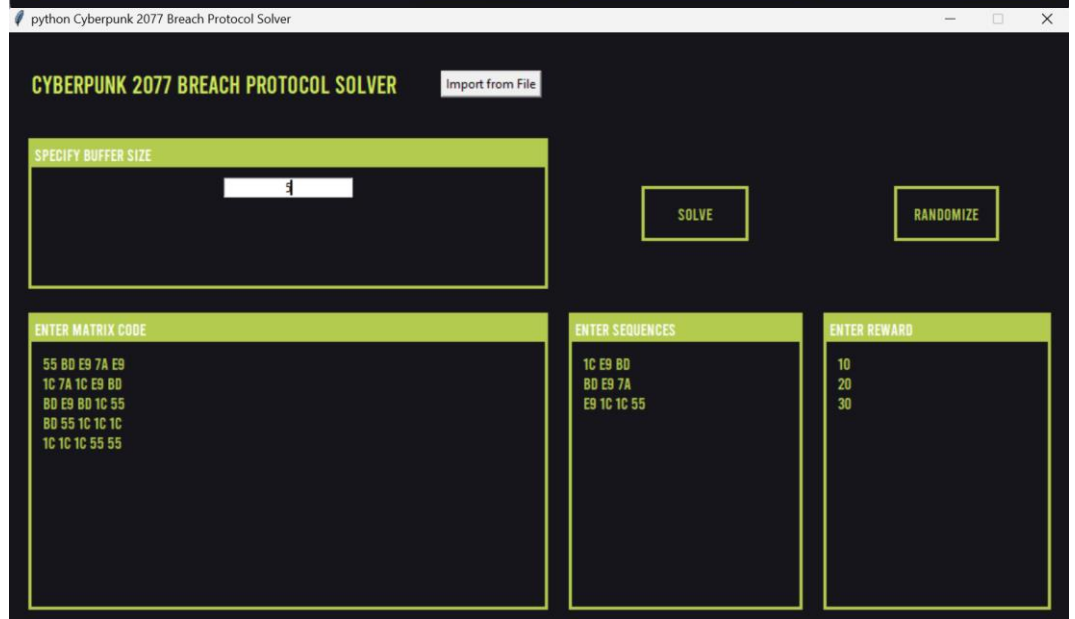 python Cyberpunk 2077 Breach Protocol Solver
CYBERPUNK 2077 BREACH PROTOCOL SOLVER
Import from File
SPECIFY BUFFER SIZE
5
SOLVE
RANDOMIZE
ENTER MATRIX CODE
55 BD E9 7A E9
1C 7A 1C E9 BD
BD E9 BD 1C 55
BD 55 1C 1C 1C
1C 1C 1C 55 55
ENTER SEQUENCES
1C E9 BD
BD E9 7A
E9 1C 1C 55
ENTER REWARD
10
20
30